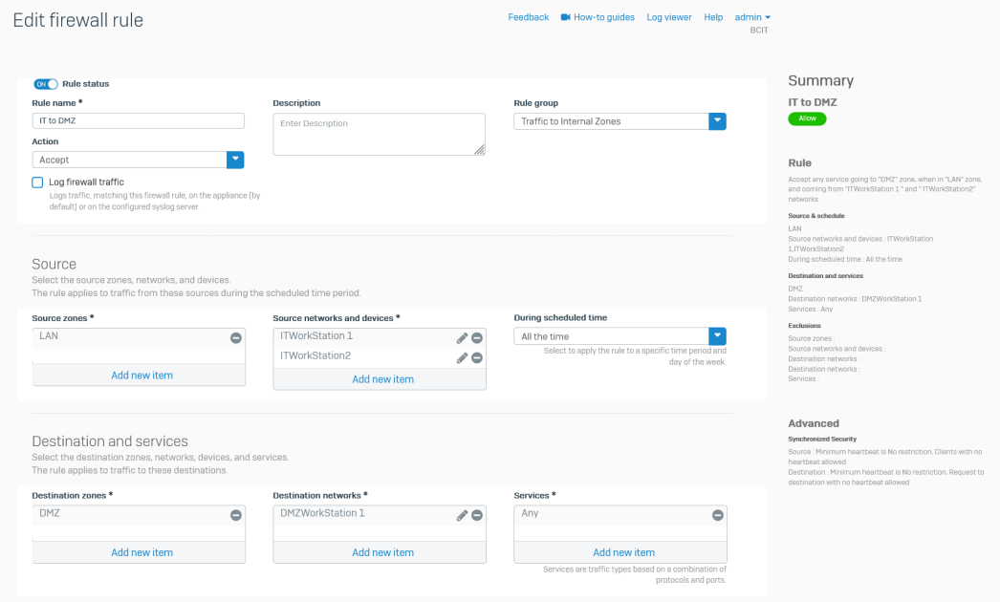 Edit firewall rule
Feedback
How-to guides
Log viewer
Help
admin
BCIT
ON
Rule status
Rule name *
IT to DMZ
Description
Enter Description
Rule group
Traffic to Internal Zones
Action
Accept
Log firewall traffic
Logs traffic, matching this firewall rule, on the appliance (by
default) or on the configured syslog server.
Source
Select the source zones, networks, and devices.
The rule applies to traffic from these sources during the scheduled time period.
Source zones *
LAN
Add new item
Source networks and devices *
ITWorkStation 1
ITWorkStation2
Add new item
During scheduled time
All the time
Select to apply the rule to a specific time period and
day of the week.
Destination and services
Select the destination zones, networks, devices, and services.
The rule applies to traffic to these destinations.
Destination zones *
DMZ
Add new item
Destination networks *
DMZWorkStation 1
Add new item
Services *
Any
Add new item
Services are traffic types based on a combination of
protocols and ports.
Summary
IT to DMZ
Allow
Rule
Accept any service going to "DMZ" zone, when in "LAN" zone,
and coming from "ITWorkStation 1 " and " ITWorkStation2"
networks
Source & schedule
LAN
Source networks and devices : ITWorkStation
1,ITWorkStation2
During scheduled time : All the time
Destination and services
DMZ
Destination networks : DMZWorkStation 1
Services : Any
Exclusions
Source zones :
Source networks and devices :
Destination networks :
Destination networks :
Services :
Advanced
Synchronized Security
Source : Minimum heartbeat is No restriction, Clients with no
heartbeat allowed
Destination : Minimum heartbeat is No restriction, Request to
destination with no heartbeat allowed